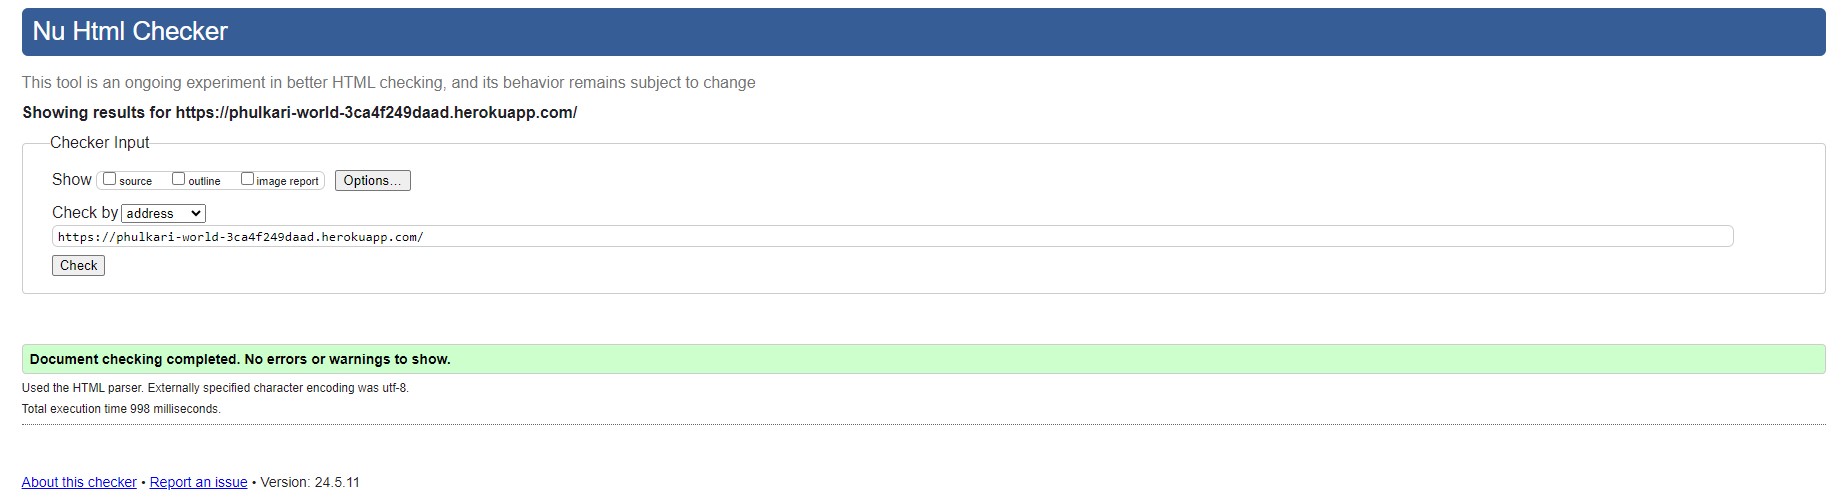 Nu Html Checker
This tool is an ongoing experiment in better HTML checking, and its behavior remains subject to change
Showing results for https://phulkari-world-3ca4f249daad.herokuapp.com/
Checker Input
Show source outline image report Options...
Check by address
https://phulkari-world-3ca4f249daad.herokuapp.com/
Check
Document checking completed. No errors or warnings to show.
Used the HTML parser. Externally specified character encoding was utf-8.
Total execution time 998 milliseconds.
About this checker • Report an issue • Version: 24.5.11